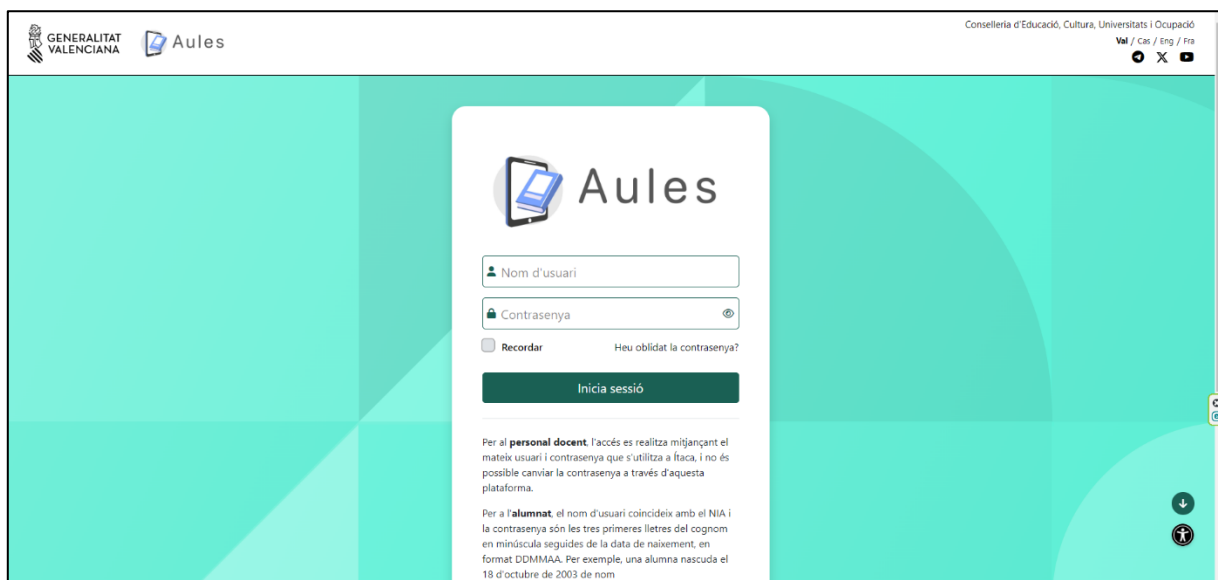 GENERALITAT
VALENCIANA
Aules
Conselleria d'Educació, Cultura, Universitats i Ocupació
Val / Cas / Eng / Fra
Aules
Nom d'usuari
Contrasenya
Recordar
Heu oblidat la contrasenya?
Inicia sessió
Per al personal docent, l'accés es realitza mitjançant el
mateix usuari i contrasenya que s'utilitza a Ítaca, i no és
possible canviar la contrasenya a través d'aquesta
plataforma.
Per a l'alumnat, el nom d'usuari coincideix amb el NIA i
la contrasenya són les tres primeres lletres del cognom
en minúscula seguides de la data de naixement, en
format DDMMAA. Per exemple, una alumna nascuda el
18 d'octubre de 2003 de nom